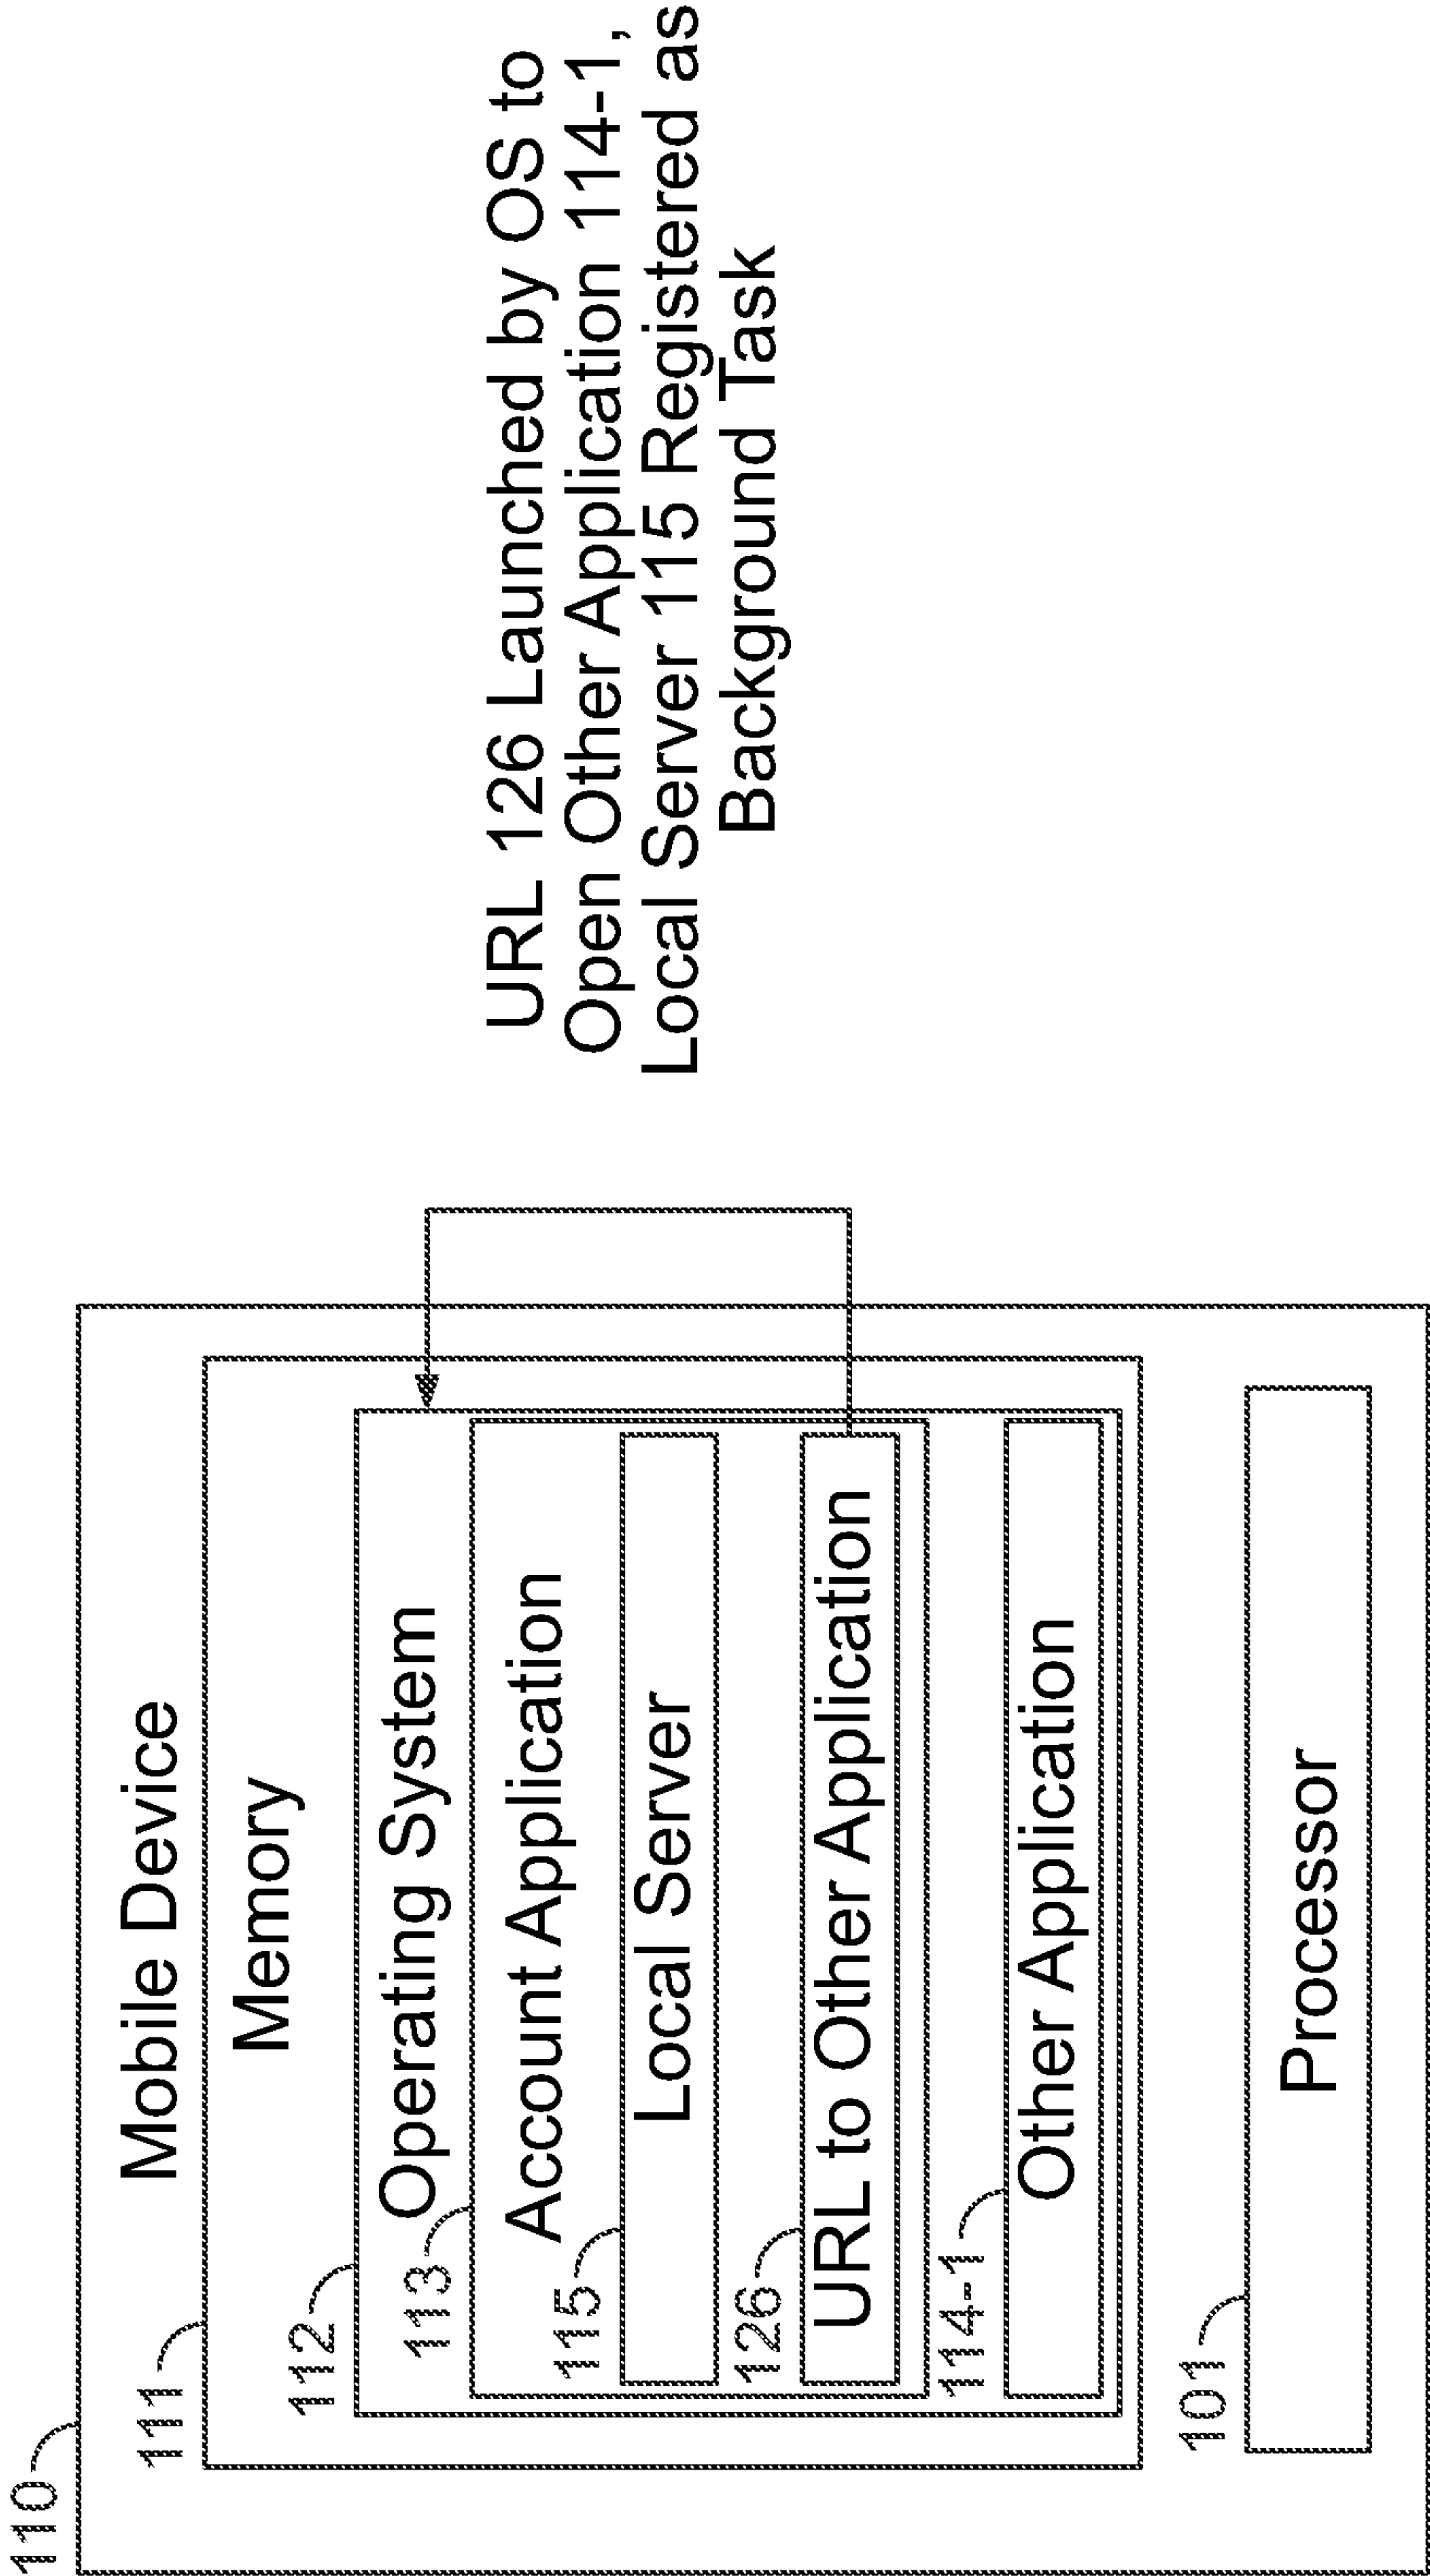 110
Mobile Device
111
Memory
112
Operating System
113
Account Application
115
Local Server
126
URL to Other Application
114-1
Other Application
101
Processor
URL 126 Launched by OS to
Open Other Application 114-1,
Local Server 115 Registered as
Background Task